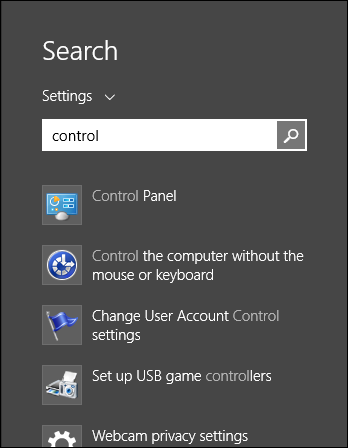 Search
Settings
control
Control Panel
Control the computer without the
mouse or keyboard
Change User Account Control
settings
Set up USB game controllers
Webcam privacy settings